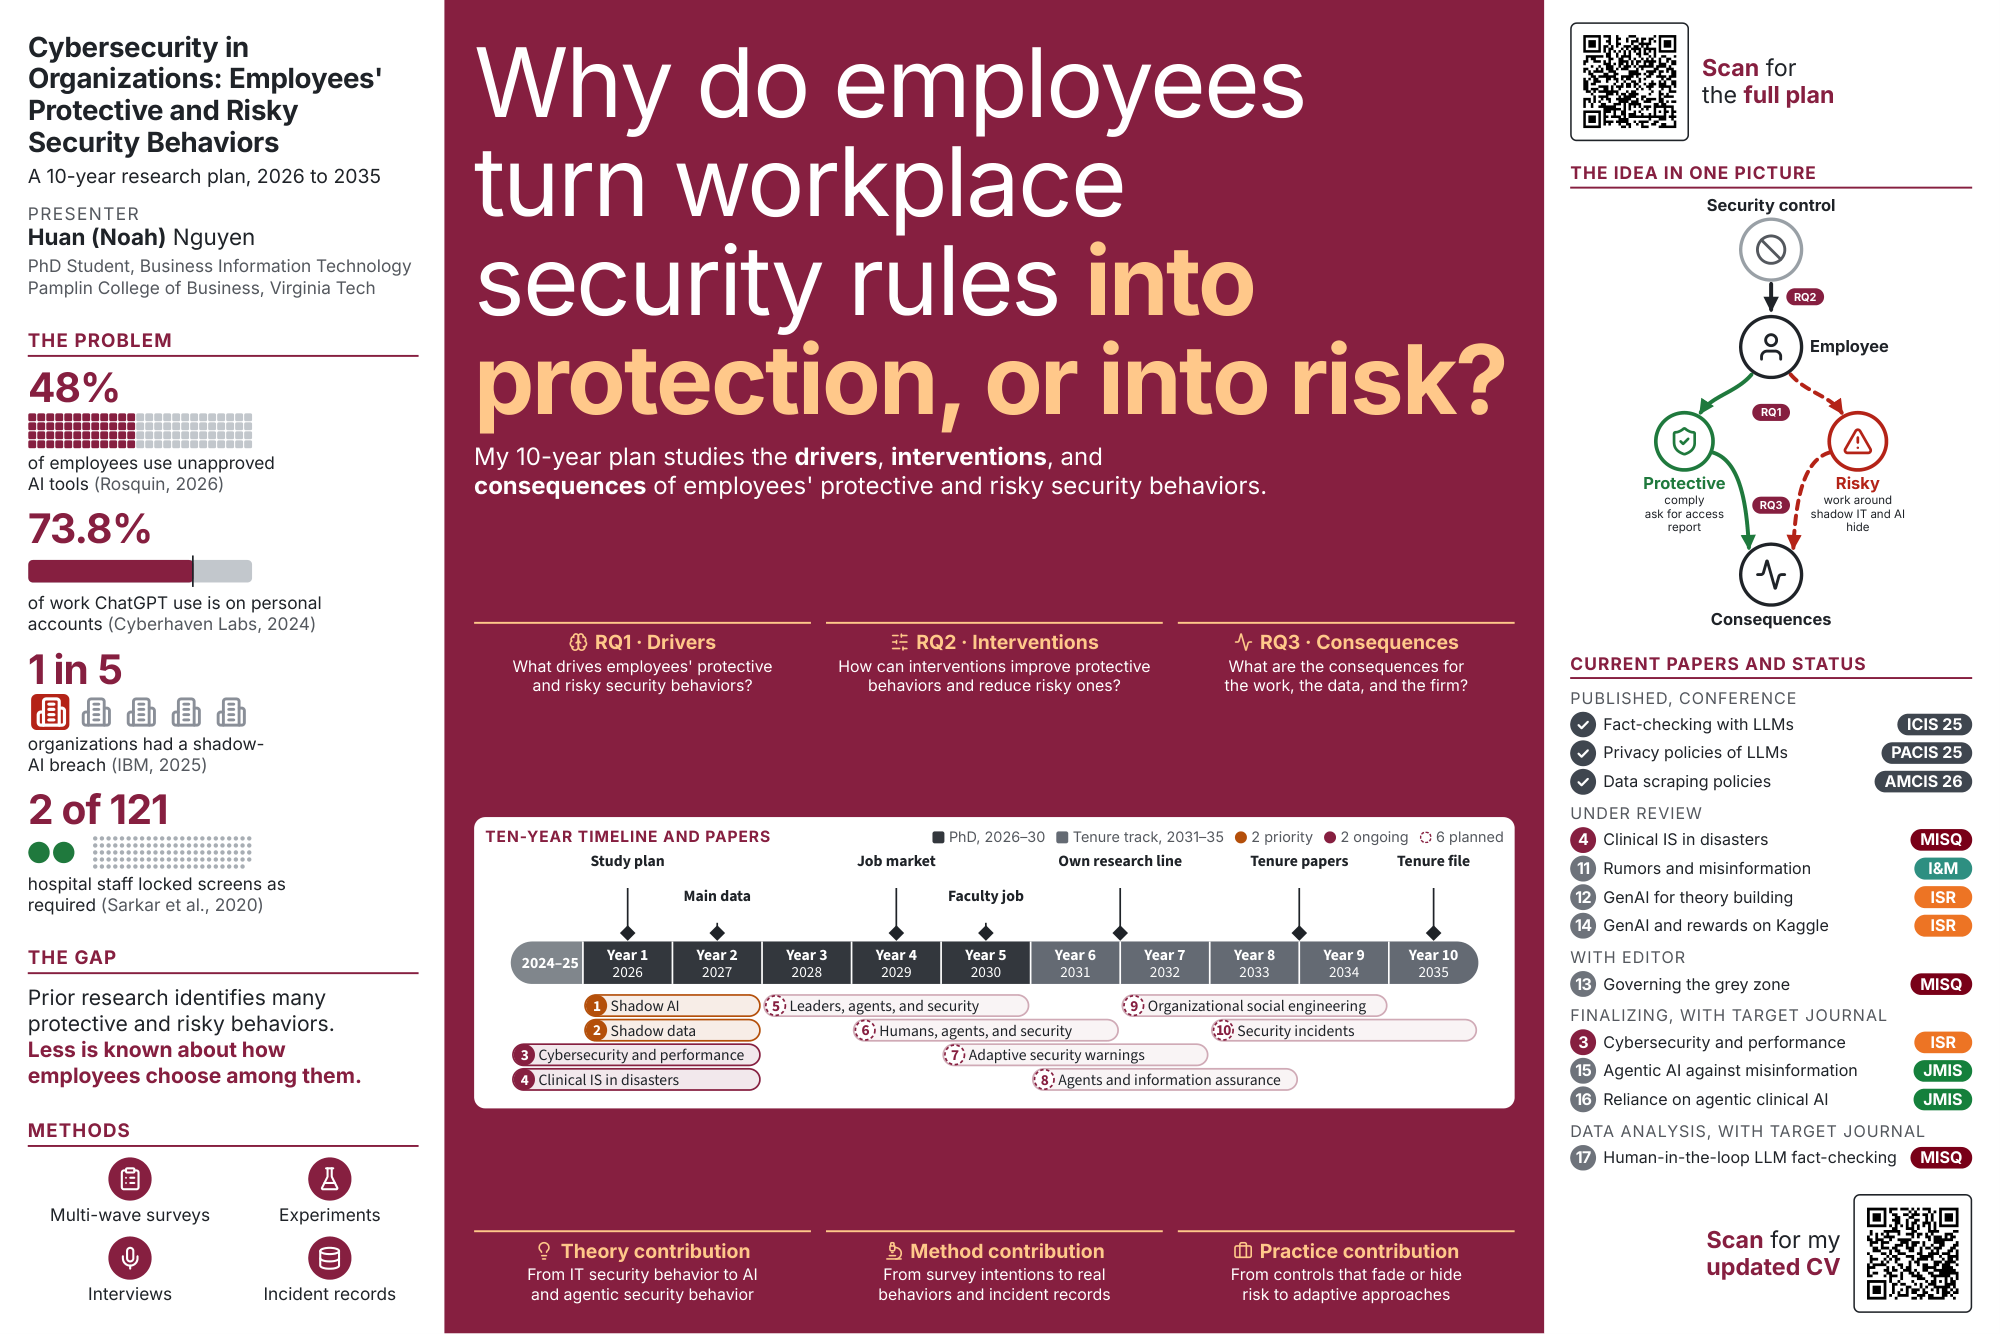 Cybersecurity in
Organizations: Employees'
Protective and Risky
Security Behaviors
A 10-year research plan, 2026 to 2035
PRESENTER
Huan (Noah) Nguyen
PhD Student, Business Information Technology
Pamplin College of Business, Virginia Tech
THE PROBLEM
48%
of employees use unapproved
AI tools (Rosquin, 2026)
73.8%
of work ChatGPT use is on personal
accounts (Cyberhaven Labs, 2024)
1 in 5
organizations had a shadow-
AI breach (IBM, 2025)
2 of 121
hospital staff locked screens as
required (Sarkar et al., 2020)
THE GAP
Prior research identifies many
protective and risky behaviors.
Less is known about how
employees choose among them.
METHODS
Multi-wave surveys
Experiments
Interviews
Incident records
Why do employees
turn workplace
security rules into
protection, or into risk?
My 10-year plan studies the drivers, interventions, and
consequences of employees' protective and risky security behaviors.
RQ1 · Drivers
What drives employees' protective
and risky security behaviors?
RQ2 · Interventions
How can interventions improve protective
behaviors and reduce risky ones?
RQ3 · Consequences
What are the consequences for
the work, the data, and the firm?
TEN-YEAR TIMELINE AND PAPERS
PhD, 2026–30
Tenure track, 2031–35
2 priority
2 ongoing
6 planned
Study plan
Job market
Own research line
Tenure papers
Tenure file
Main data
Faculty job
2024–25
Year 1
2026
Year 2
2027
Year 3
2028
Year 4
2029
Year 5
2030
Year 6
2031
Year 7
2032
Year 8
2033
Year 9
2034
Year 10
2035
1 Shadow AI
5 Leaders, agents, and security
9 Organizational social engineering
2 Shadow data
6 Humans, agents, and security
10 Security incidents
3 Cybersecurity and performance
7 Adaptive security warnings
4 Clinical IS in disasters
8 Agents and information assurance
Theory contribution
From IT security behavior to AI
and agentic security behavior
Method contribution
From survey intentions to real
behaviors and incident records
Practice contribution
From controls that fade or hide
risk to adaptive approaches
Scan for
the full plan
THE IDEA IN ONE PICTURE
Security control
RQ2
Employee
RQ1
Protective
comply
ask for access
report
Risky
work around
shadow IT and AI
hide
RQ3
Consequences
CURRENT PAPERS AND STATUS
PUBLISHED, CONFERENCE
Fact-checking with LLMs ICIS 25
Privacy policies of LLMs PACIS 25
Data scraping policies AMCIS 26
UNDER REVIEW
4 Clinical IS in disasters MISQ
11 Rumors and misinformation I&M
12 GenAI for theory building ISR
14 GenAI and rewards on Kaggle ISR
WITH EDITOR
13 Governing the grey zone MISQ
FINALIZING, WITH TARGET JOURNAL
3 Cybersecurity and performance ISR
15 Agentic AI against misinformation JMIS
16 Reliance on agentic clinical AI JMIS
DATA ANALYSIS, WITH TARGET JOURNAL
17 Human-in-the-loop LLM fact-checking MISQ
Scan for my
updated CV